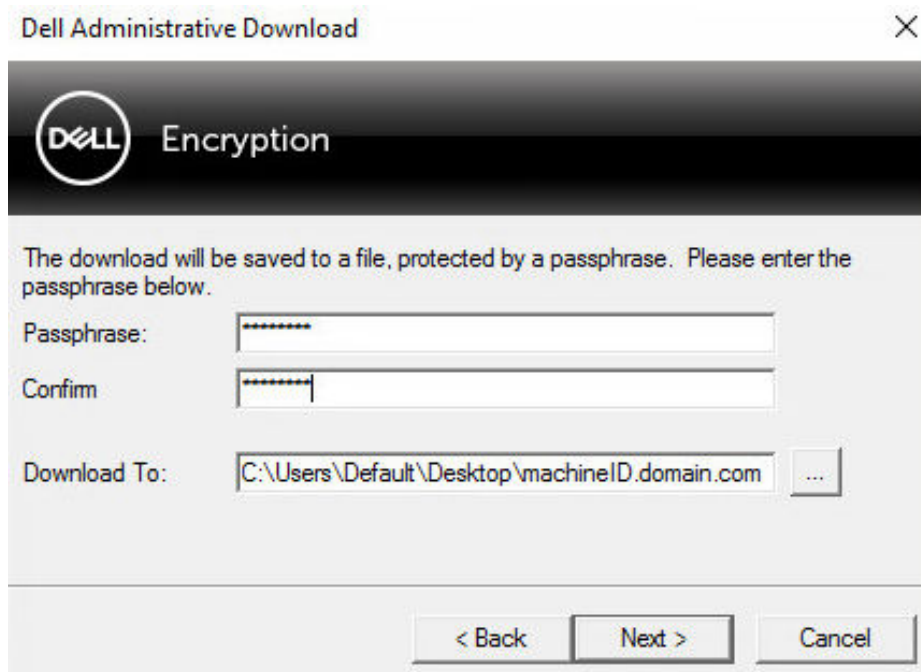 Dell Administrative Download
DELL Encryption
The download will be saved to a file, protected by a passphrase. Please enter the
passphrase below.
Passphrase: ********
Confirm ********
Download To: C:\Users\Default\Desktop\machineID.domain.com ...
< Back Next > Cancel